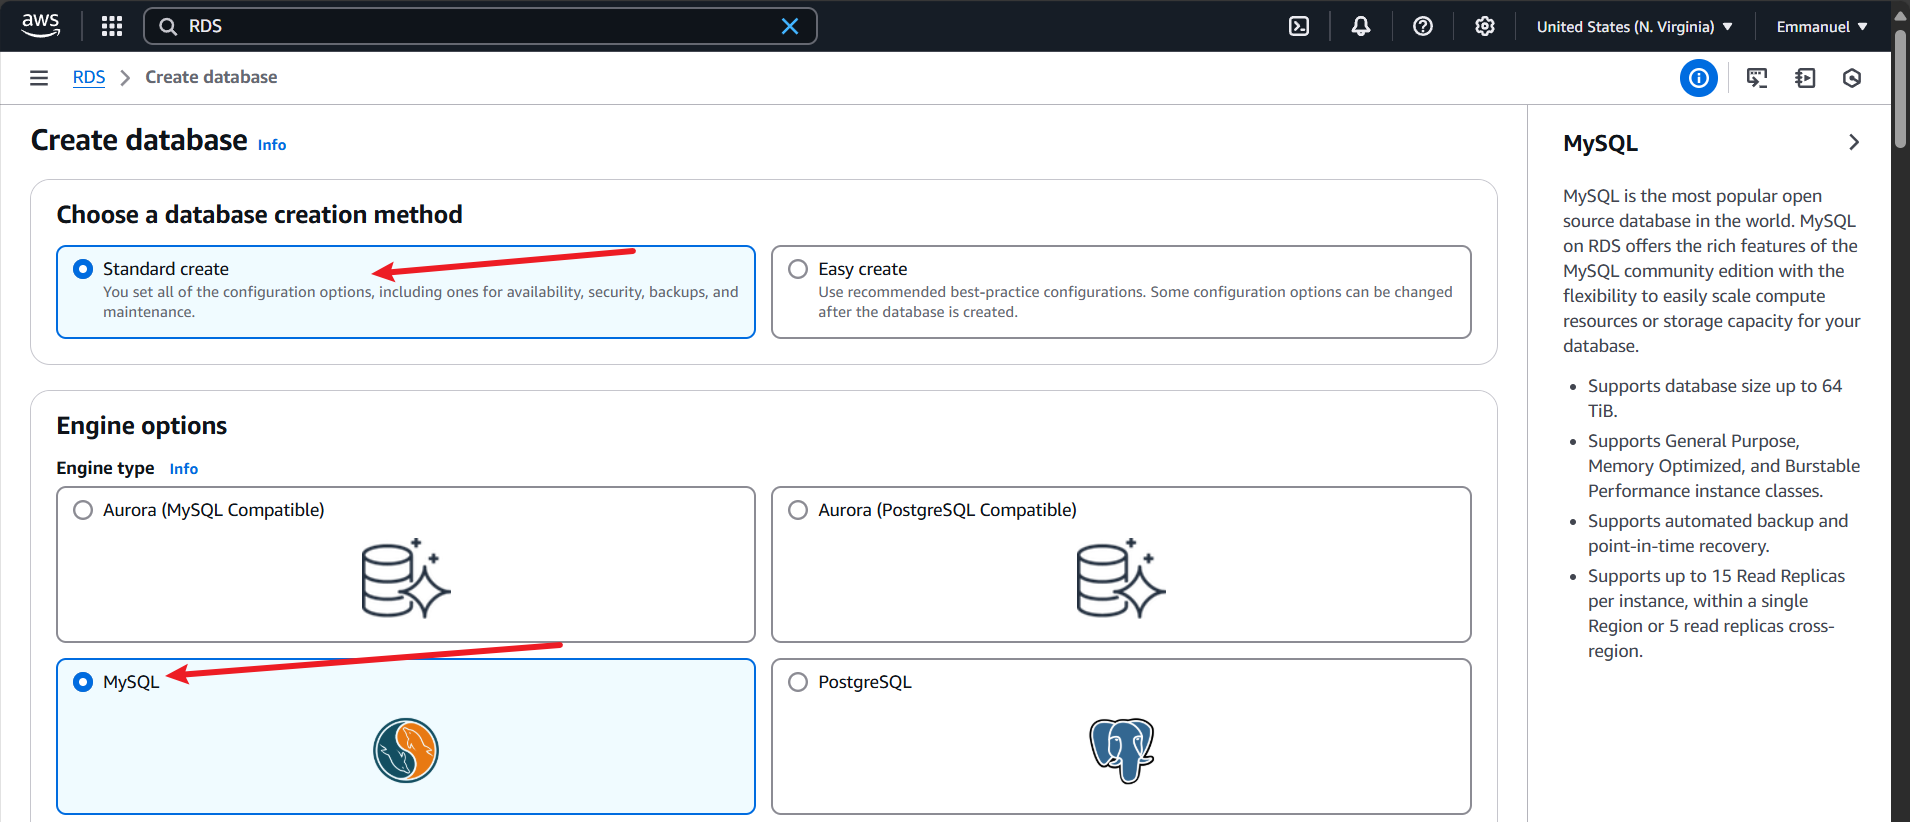 aws
RDS
United States (N. Virginia)
Emmanuel
RDS
Create database
Create database Info
Choose a database creation method
Standard create
You set all of the configuration options, including ones for availability, security, backups, and
maintenance.
Easy create
Use recommended best-practice configurations. Some configuration options can be changed
after the database is created.
Engine options
Engine type Info
Aurora (MySQL Compatible)
Aurora (PostgreSQL Compatible)
MySQL
PostgreSQL
MySQL
MySQL is the most popular open
source database in the world. MySQL
on RDS offers the rich features of the
MySQL community edition with the
flexibility to easily scale compute
resources or storage capacity for your
database.
• Supports database size up to 64
TiB.
• Supports General Purpose,
Memory Optimized, and Burstable
Performance instance classes.
• Supports automated backup and
point-in-time recovery.
• Supports up to 15 Read Replicas
per instance, within a single
Region or 5 read replicas cross-
region.